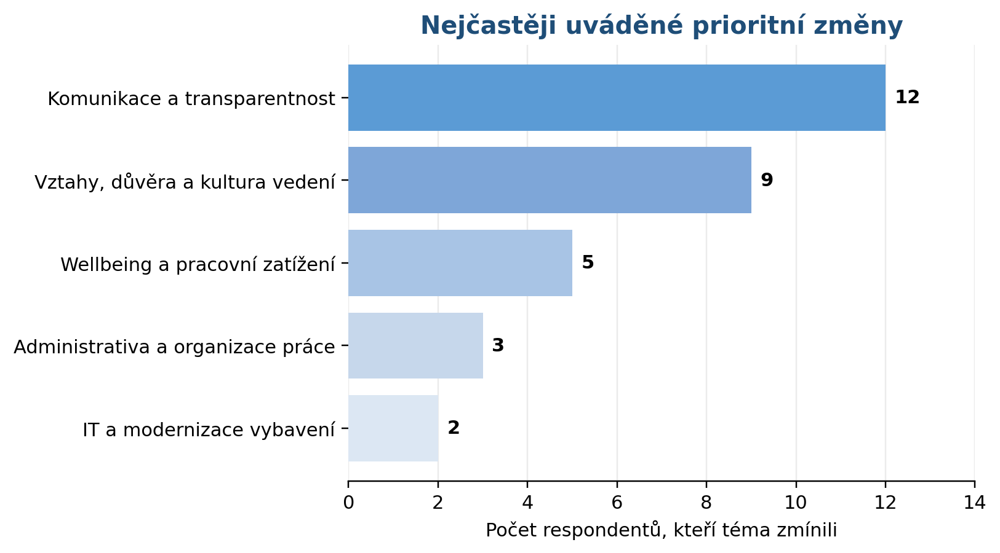 Nejčastěji uváděné prioritní změny
Komunikace a transparentnost
12
Vztahy, důvěra a kultura vedení
9
Wellbeing a pracovní zatížení
5
Administrativa a organizace práce
3
IT a modernizace vybavení
2
0 2 4 6 8 10 12 14
Počet respondentů, kteří téma zmínili